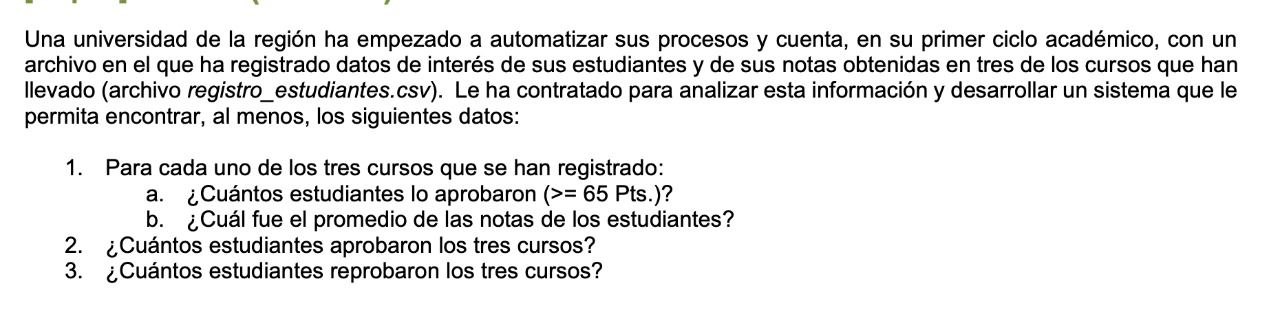 Una universidad de la región ha empezado a automatizar sus procesos y cuenta, en su primer ciclo académico, con un
archivo en el que ha registrado datos de interés de sus estudiantes y de sus notas obtenidas en tres de los cursos que han
llevado (archivo registro_estudiantes.csv). Le ha contratado para analizar esta información y desarrollar un sistema que le
permita encontrar, al menos, los siguientes datos:
1. Para cada uno de los tres cursos que se han registrado:
a. ¿Cuántos estudiantes lo aprobaron (>= 65 Pts.)?
b. ¿Cuál fue el promedio de las notas de los estudiantes?
2. ¿Cuántos estudiantes aprobaron los tres cursos?
3. ¿Cuántos estudiantes reprobaron los tres cursos?